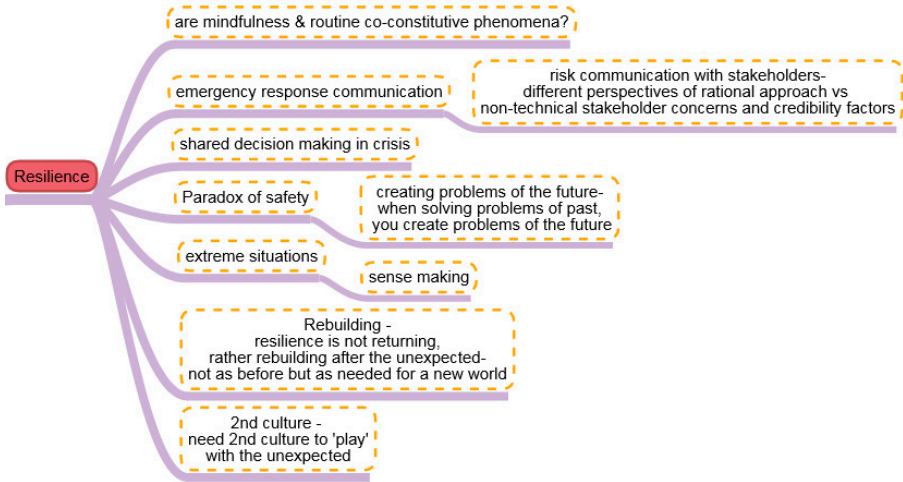 are mindfulness & routine co-constitutive phenomena?
emergency response communication
risk communication with stakeholders-
different perspectives of rational approach vs
non-technical stakeholder concerns and credibility factors
shared decision making in crisis
Resilience
Paradox of safety
creating problems of the future-
when solving problems of past,
you create problems of the future
extreme situations
sense making
Rebuilding -
resilience is not returning,
rather rebuilding after the unexpected-
not as before but as needed for a new world
2nd culture -
need 2nd culture to 'play'
with the unexpected